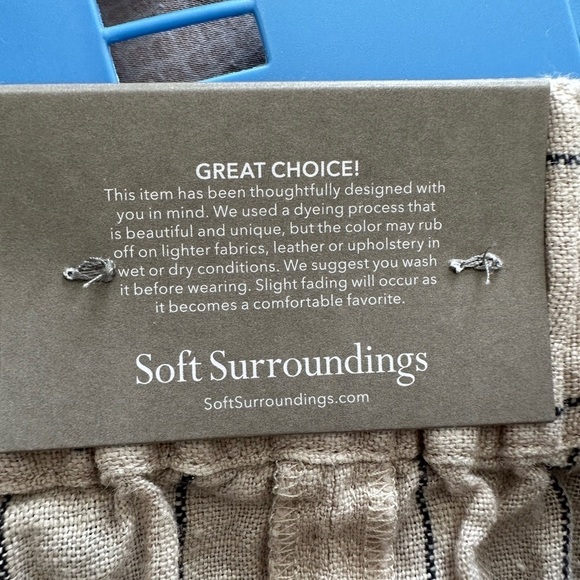 GREAT CHOICE!
This item has been thoughtfully designed with
you in mind. We used a dyeing process that
is beautiful and unique, but the color may rub
off on lighter fabrics, leather or upholstery in
wet or dry conditions. We suggest you wash
it before wearing. Slight fading will occur as
it becomes a comfortable favorite.
Soft Surroundings
SoftSurroundings.com